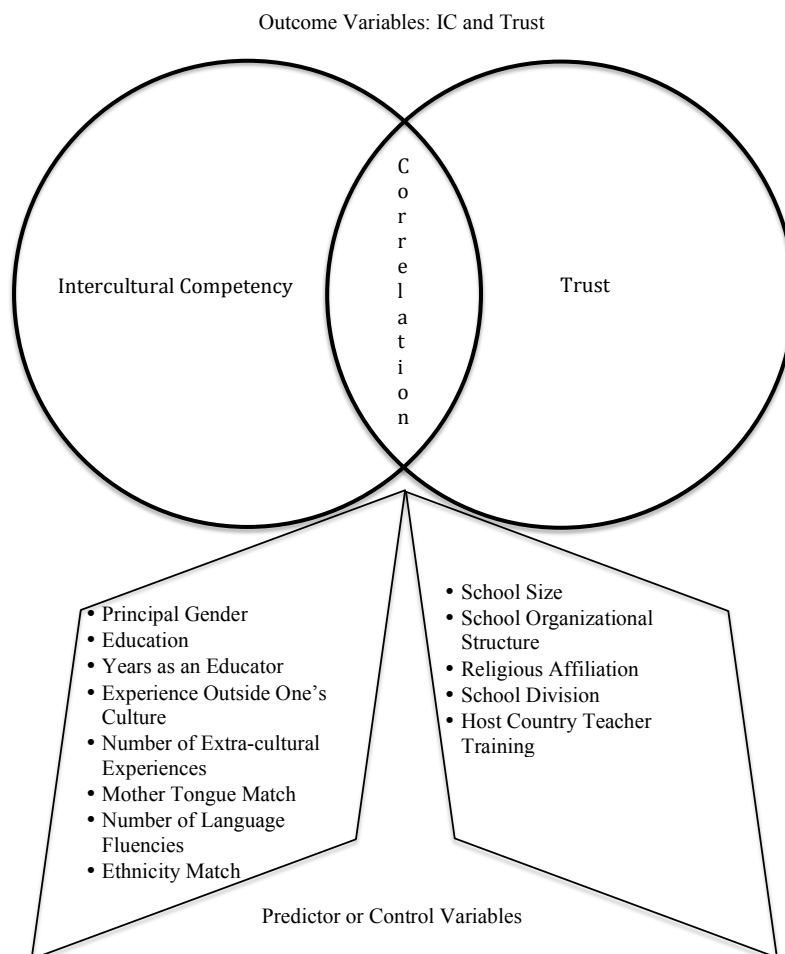 Outcome Variables: IC and Trust
Correlation
Intercultural Competency
Trust
• Principal Gender
• Education
• Years as an Educator
• Experience Outside One’s
Culture
• Number of Extra-cultural
Experiences
• Mother Tongue Match
• Number of Language
Fluencies
• Ethnicity Match
• School Size
• School Organizational
Structure
• Religious Affiliation
• School Division
• Host Country Teacher
Training
Predictor or Control Variables